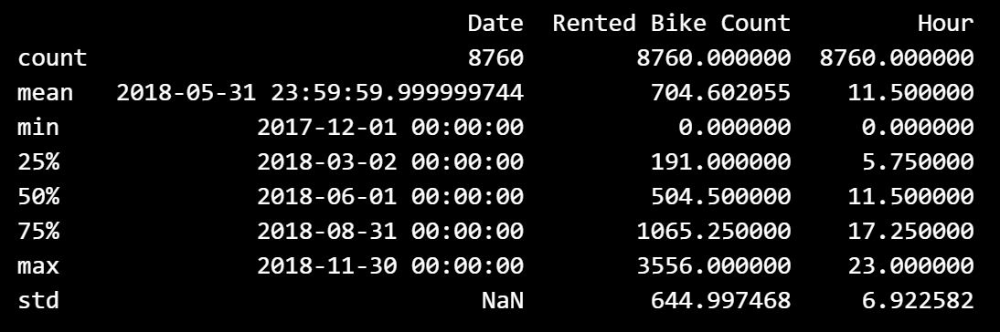 Date Rented Bike Count Hour
count 8760 8760.000000 8760.000000
mean 2018-05-31 23:59:59.999999744 704.602055 11.500000
min 2017-12-01 00:00:00 0.000000 0.000000
25% 2018-03-02 00:00:00 191.000000 5.750000
50% 2018-06-01 00:00:00 504.500000 11.500000
75% 2018-08-31 00:00:00 1065.250000 17.250000
max 2018-11-30 00:00:00 3556.000000 23.000000
std NaN 644.997468 6.922582